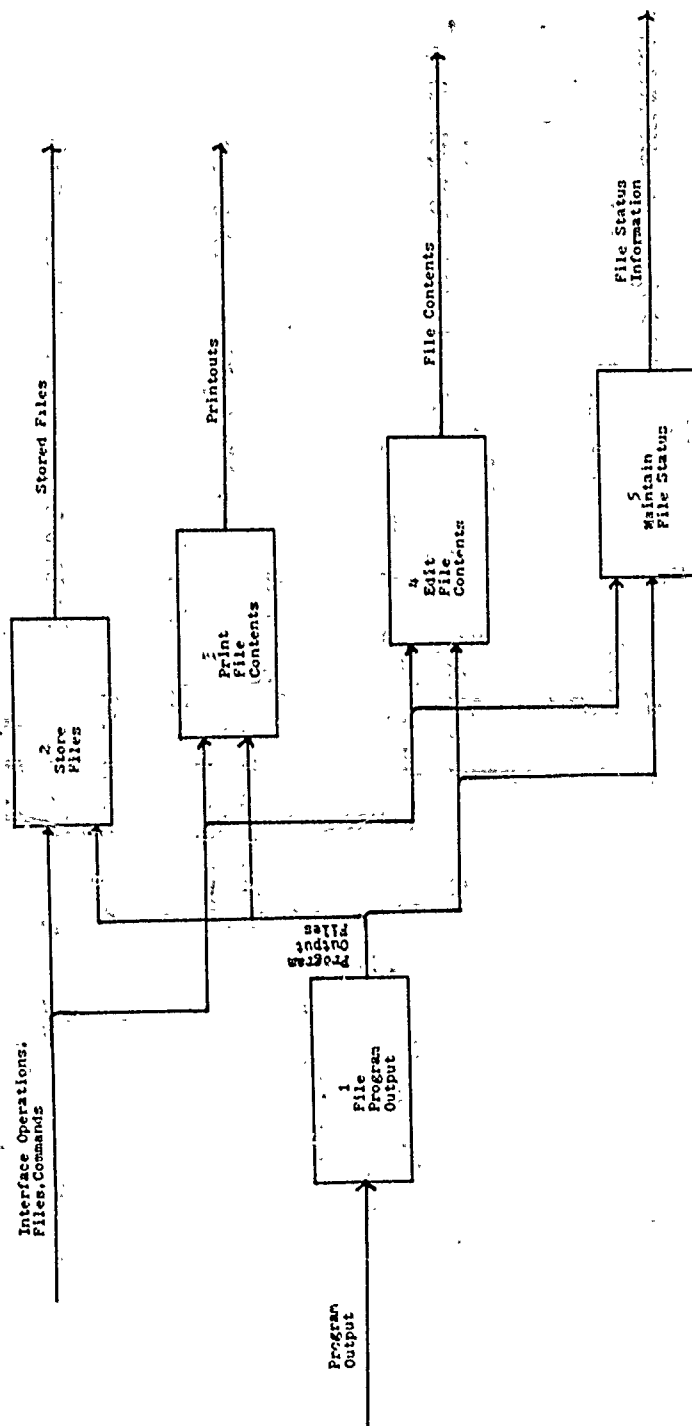 Interface Operations,
Files,Commands
2
Store
Files
Stored Files
3
Print
File
Contents
Printouts
Program
Output
1
File
Program
Output
Program
Output
Files
4
Edit
File
Contents
File Contents
5
Maintain
File Status
File Status
Information